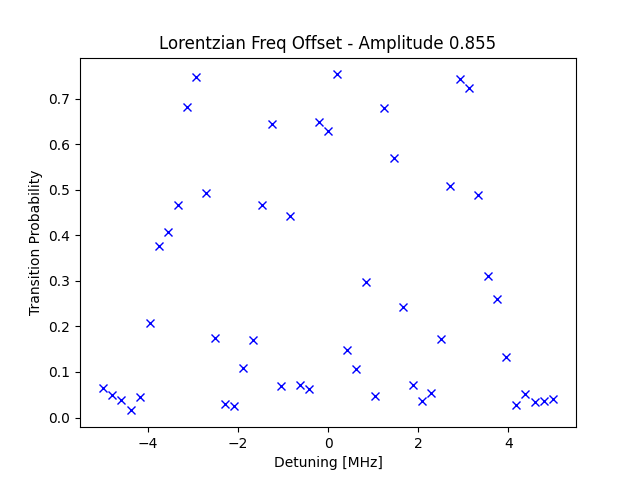 Lorentzian Freq Offset - Amplitude 0.855
Transition Probability
0.7
0.6
0.5
0.4
0.3
0.2
0.1
0.0
−4 −2 0 2 4
Detuning [MHz]